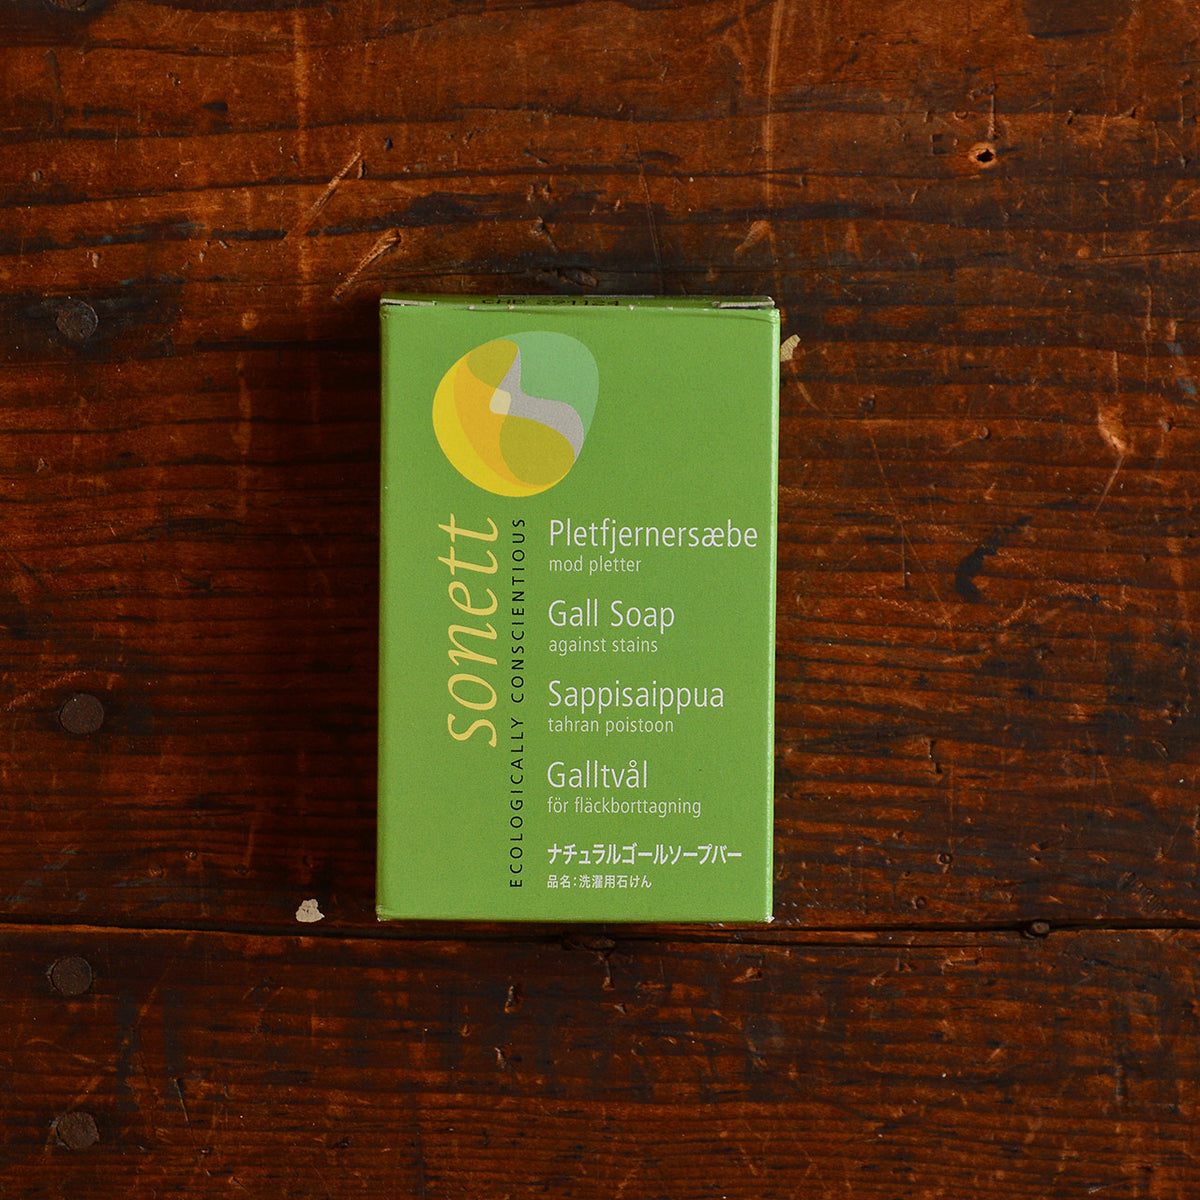 sonett
ECOLOGICALLY CONSCIENTIOUS
Pletfjernersæbe
mod pletter
Gall Soap
against stains
Sappisaippua
tahran poistoon
Galltvål
för fläckborttagning
ナチュラルゴールソープバー
品名：洗濯用石けん